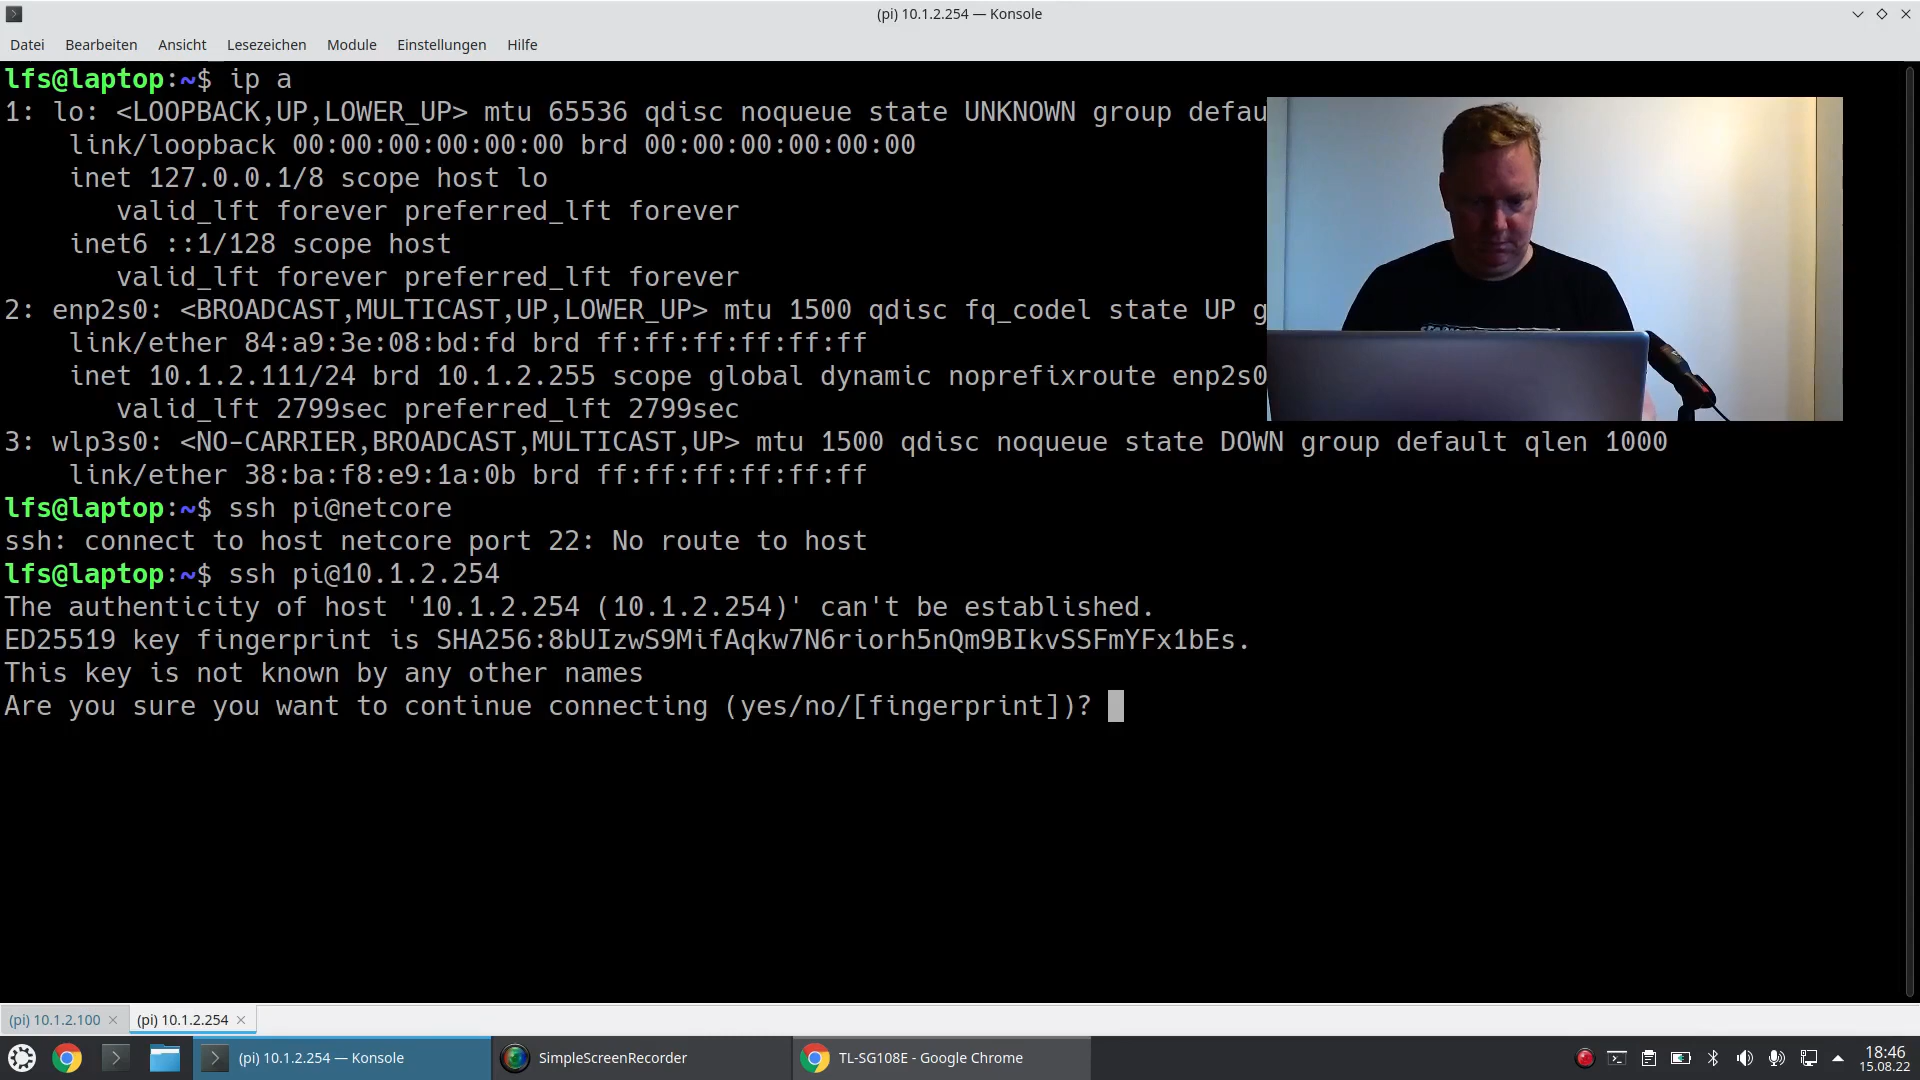 (pi) 10.1.2.254 — Konsole
Datei Bearbeiten Ansicht Lesezeichen Module Einstellungen Hilfe
lfs@laptop:~$ ip a
1: lo: <LOOPBACK,UP,LOWER_UP> mtu 65536 qdisc noqueue state UNKNOWN group defau
link/loopback 00:00:00:00:00:00 brd 00:00:00:00:00:00
inet 127.0.0.1/8 scope host lo
valid_lft forever preferred_lft forever
inet6 ::1/128 scope host
valid_lft forever preferred_lft forever
2: enp2s0: <BROADCAST,MULTICAST,UP,LOWER_UP> mtu 1500 qdisc fq_codel state UP g
link/ether 84:a9:3e:08:bd:fd brd ff:ff:ff:ff:ff:ff
inet 10.1.2.111/24 brd 10.1.2.255 scope global dynamic noprefixroute enp2s0
valid_lft 2799sec preferred_lft 2799sec
3: wlp3s0: <NO-CARRIER,BROADCAST,MULTICAST,UP> mtu 1500 qdisc noqueue state DOWN group default qlen 1000
link/ether 38:ba:f8:e9:1a:0b brd ff:ff:ff:ff:ff:ff
lfs@laptop:~$ ssh pi@netcore
ssh: connect to host netcore port 22: No route to host
lfs@laptop:~$ ssh pi@10.1.2.254
The authenticity of host '10.1.2.254 (10.1.2.254)' can't be established.
ED25519 key fingerprint is SHA256:8bUIzwS9MifAqkw7N6riorh5nQm9BIkvSSFmYFx1bEs.
This key is not known by any other names
Are you sure you want to continue connecting (yes/no/[fingerprint])?
(pi) 10.1.2.100 (pi) 10.1.2.254
(pi) 10.1.2.254 — Konsole SimpleScreenRecorder TL-SG108E - Google Chrome 18:46
15.08.22